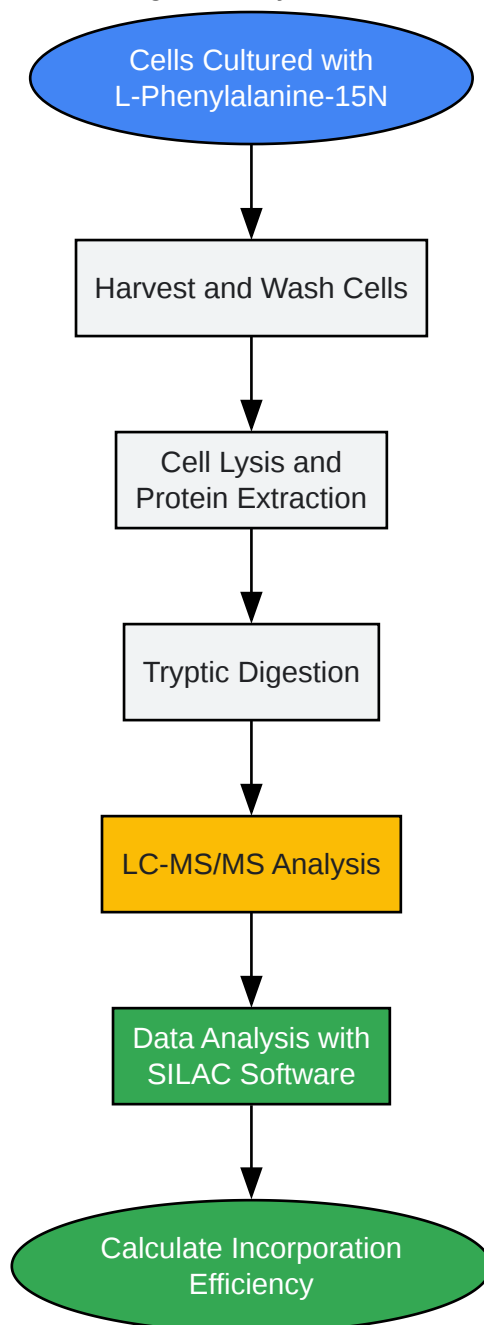 Cells Cultured with
L-Phenylalanine-15N
Harvest and Wash Cells
Cell Lysis and
Protein Extraction
Tryptic Digestion
LC-MS/MS Analysis
Data Analysis with
SILAC Software
Calculate Incorporation
Efficiency